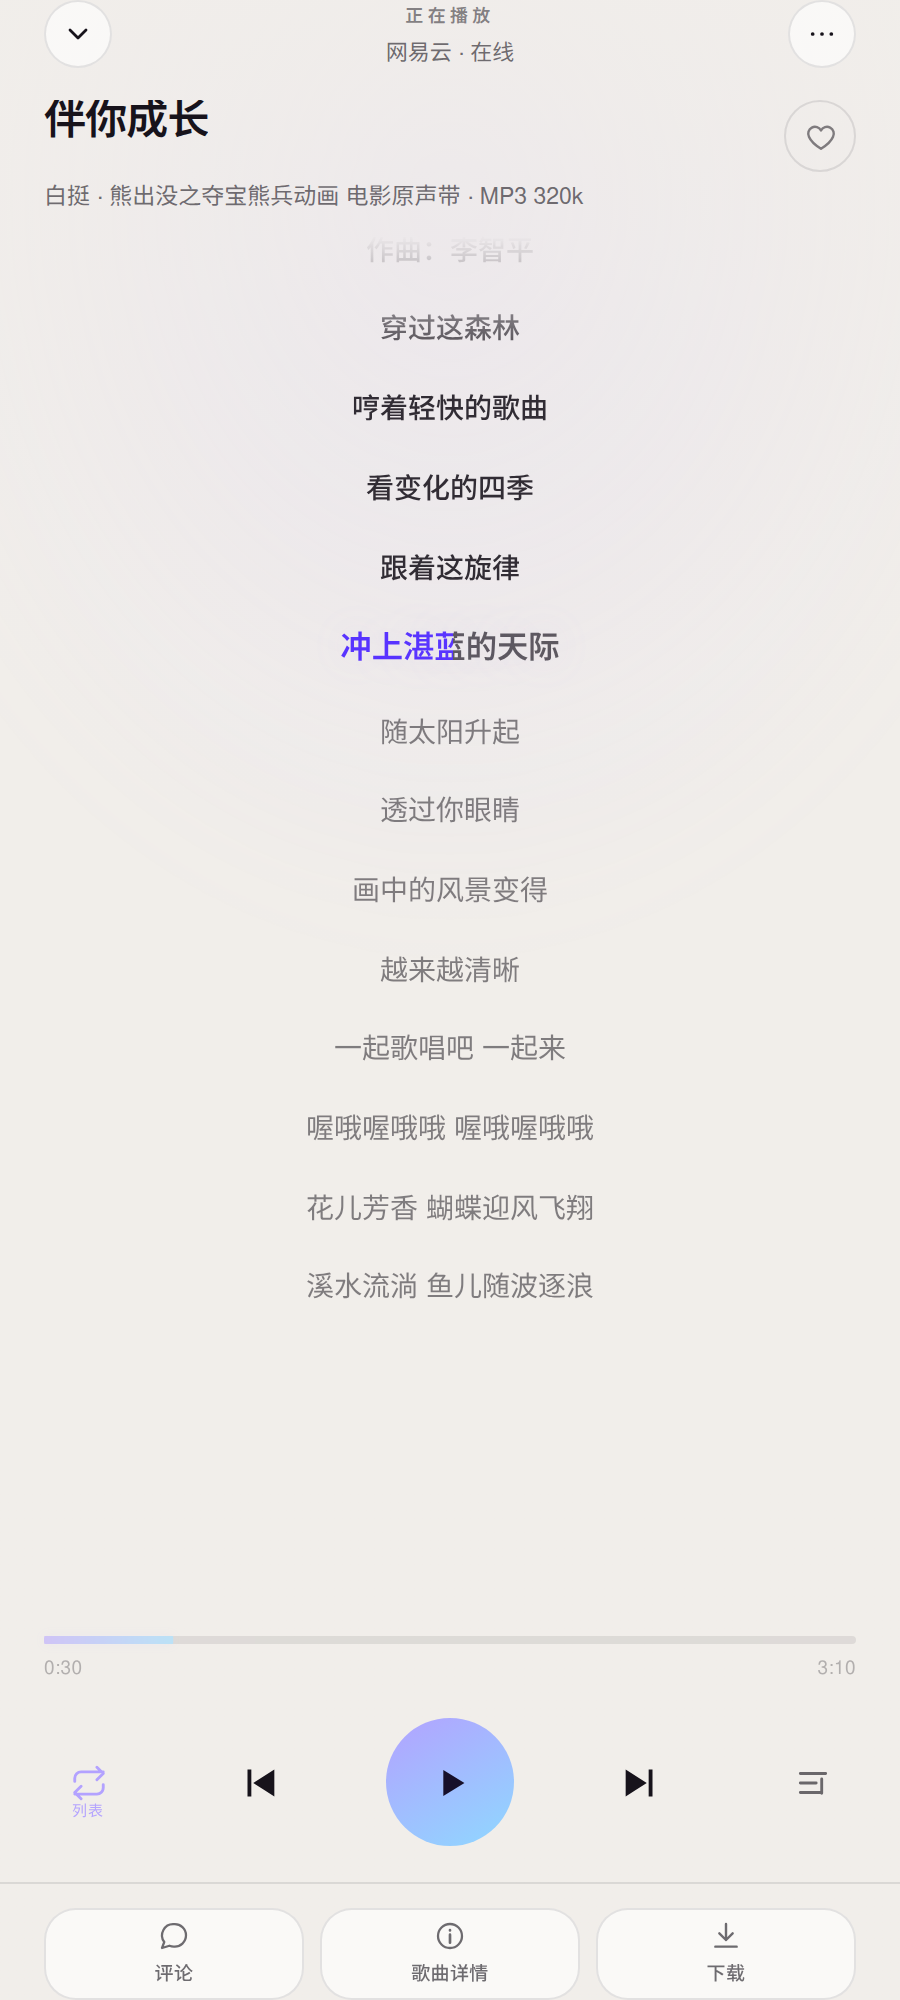 正在播放
网易云 · 在线
伴你成长
白挺 · 熊出没之夺宝熊兵动画 电影原声带 · MP3 320k
作曲：李智平
穿过这森林
哼着轻快的歌曲
看变化的四季
跟着这旋律
冲上湛蓝的天际
随太阳升起
透过你眼睛
画中的风景变得
越来越清晰
一起歌唱吧 一起来
喔哦喔哦哦 喔哦喔哦哦
花儿芳香 蝴蝶迎风飞翔
溪水流淌 鱼儿随波逐浪
0:30
3:10
列表
评论
歌曲详情
下载